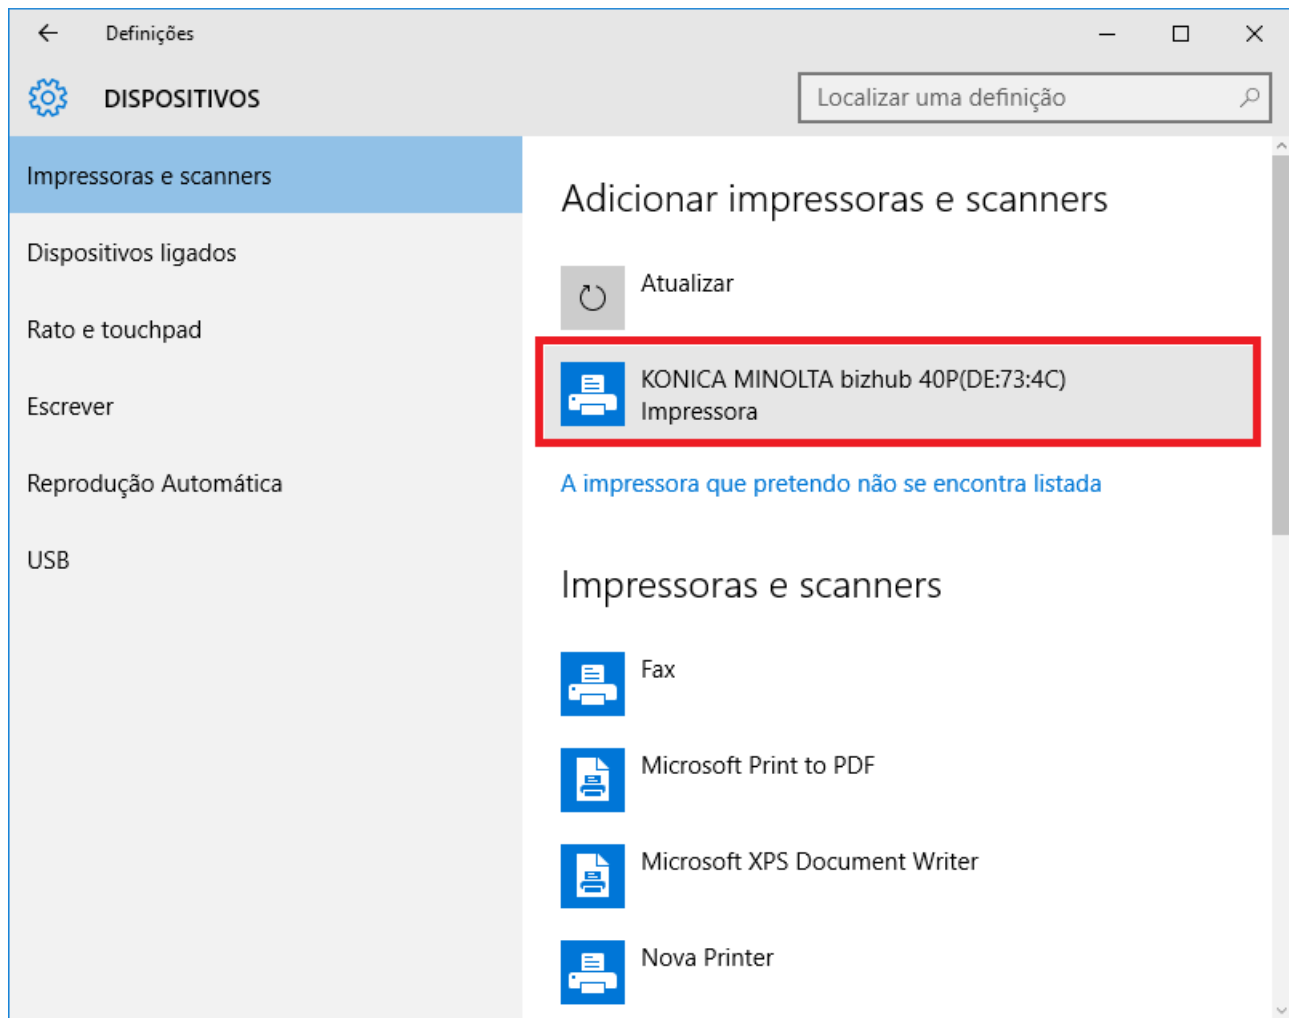 Definições
DISPOSITIVOS
Localizar uma definição
Impressoras e scanners
Dispositivos ligados
Rato e touchpad
Escrever
Reprodução Automática
USB
Adicionar impressoras e scanners
Atualizar
KONICA MINOLTA bizhub 40P(DE:73:4C)
Impressora
A impressora que pretendo não se encontra listada
Impressoras e scanners
Fax
Microsoft Print to PDF
Microsoft XPS Document Writer
Nova Printer